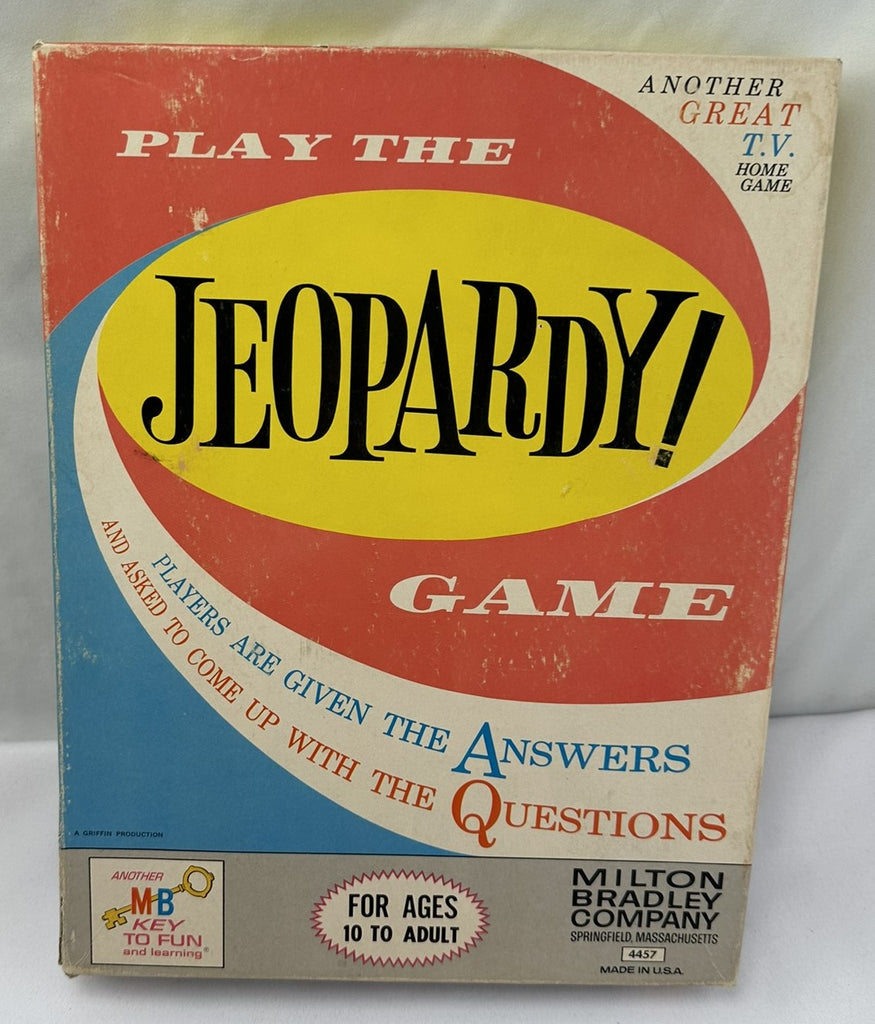 ANOTHER
GREAT
T.V.
HOME
GAME
PLAY THE
JEOPARDY!
GAME
PLAYERS ARE GIVEN THE ANSWERS
AND ASKED TO COME UP WITH THE QUESTIONS
A GRIFFIN PRODUCTION
ANOTHER
MB
KEY
TO FUN
and learning®
FOR AGES
10 TO ADULT
MILTON
BRADLEY
COMPANY
SPRINGFIELD, MASSACHUSETTS
4457
MADE IN U.S.A.